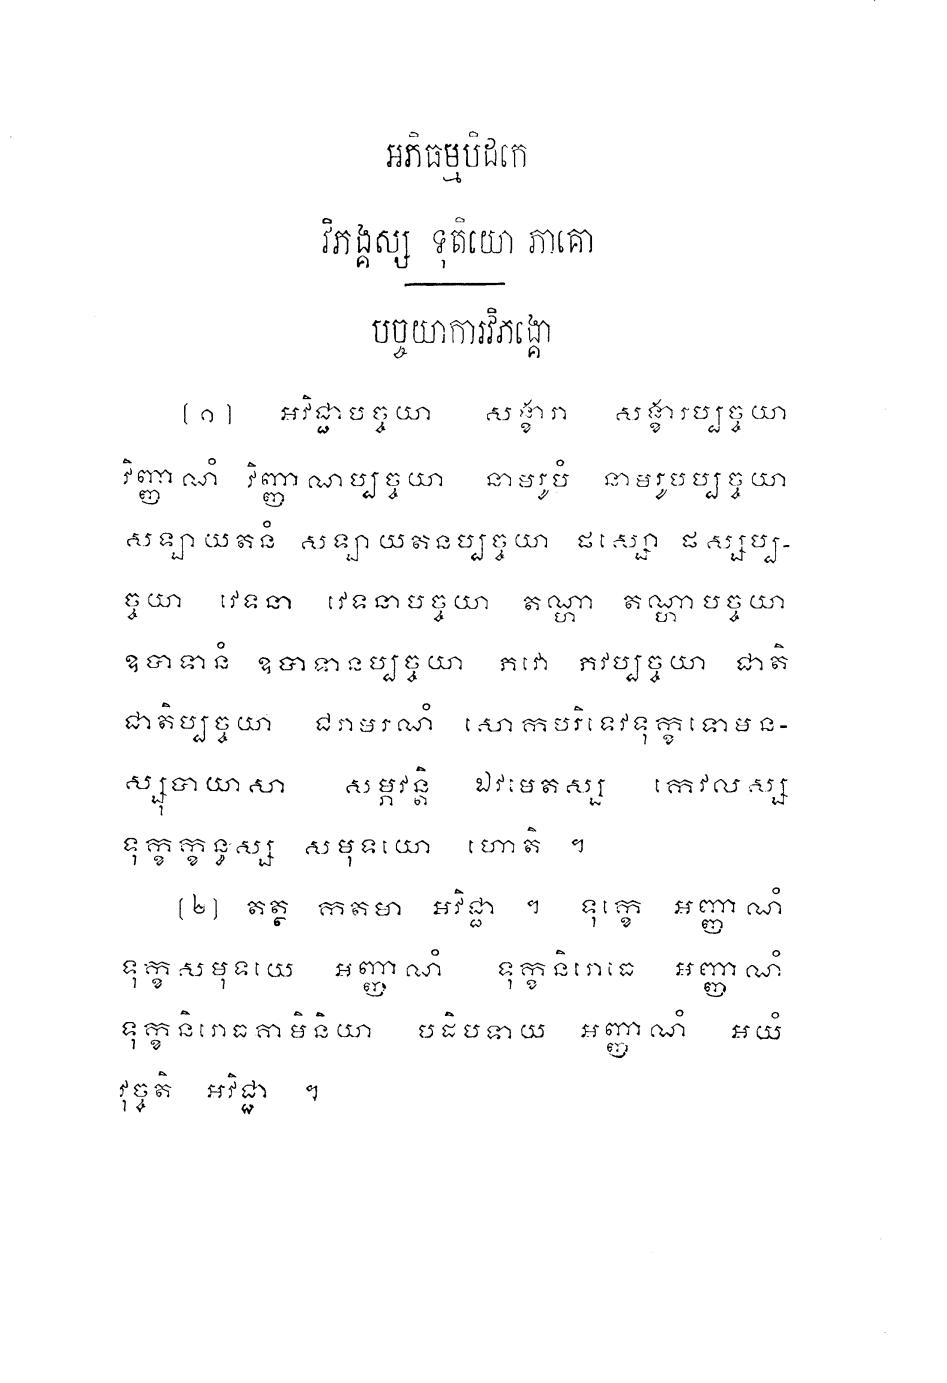 អភិធម្មបិដកេ
វិភង្គស្ស ទុតិយោ ភាគោ
បច្ចយាការវិភង្គោ
(១) អវិជ្ជាបច្ចយា សង្ខារា សង្ខារប្បច្ចយា
វិញ្ញាណំ វិញ្ញាណប្បច្ចយា នាមរូបំ នាមរូបប្បច្ចយា
សឡាយតនំ សឡាយតនប្បច្ចយា ផស្សោ ផស្សប្ប-
ច្ចយា វេទនា វេទនាបច្ចយា តណ្ហា តណ្ហាបច្ចយា
ឧបាទានំ ឧបាទានប្បច្ចយា ភវោ ភវប្បច្ចយា ជាតិ
ជាតិប្បច្ចយា ជរាមរណំ សោកបរិទេវទុក្ខទោមន-
ស្សុបាយាសា សម្ភវន្តិ ឯវមេតស្ស កេវលស្ស
ទុក្ខក្ខន្ធស្ស សមុទយោ ហោតិ ។
(២) តត្ថ កតមា អវិជ្ជា ។ ទុក្ខេ អញ្ញាណំ
ទុក្ខសមុទយេ អញ្ញាណំ ទុក្ខនិរោធេ អញ្ញាណំ
ទុក្ខនិរោធគាមិនិយា បដិបទាយ អញ្ញាណំ អយំ
វុច្ចតិ អវិជ្ជា ។